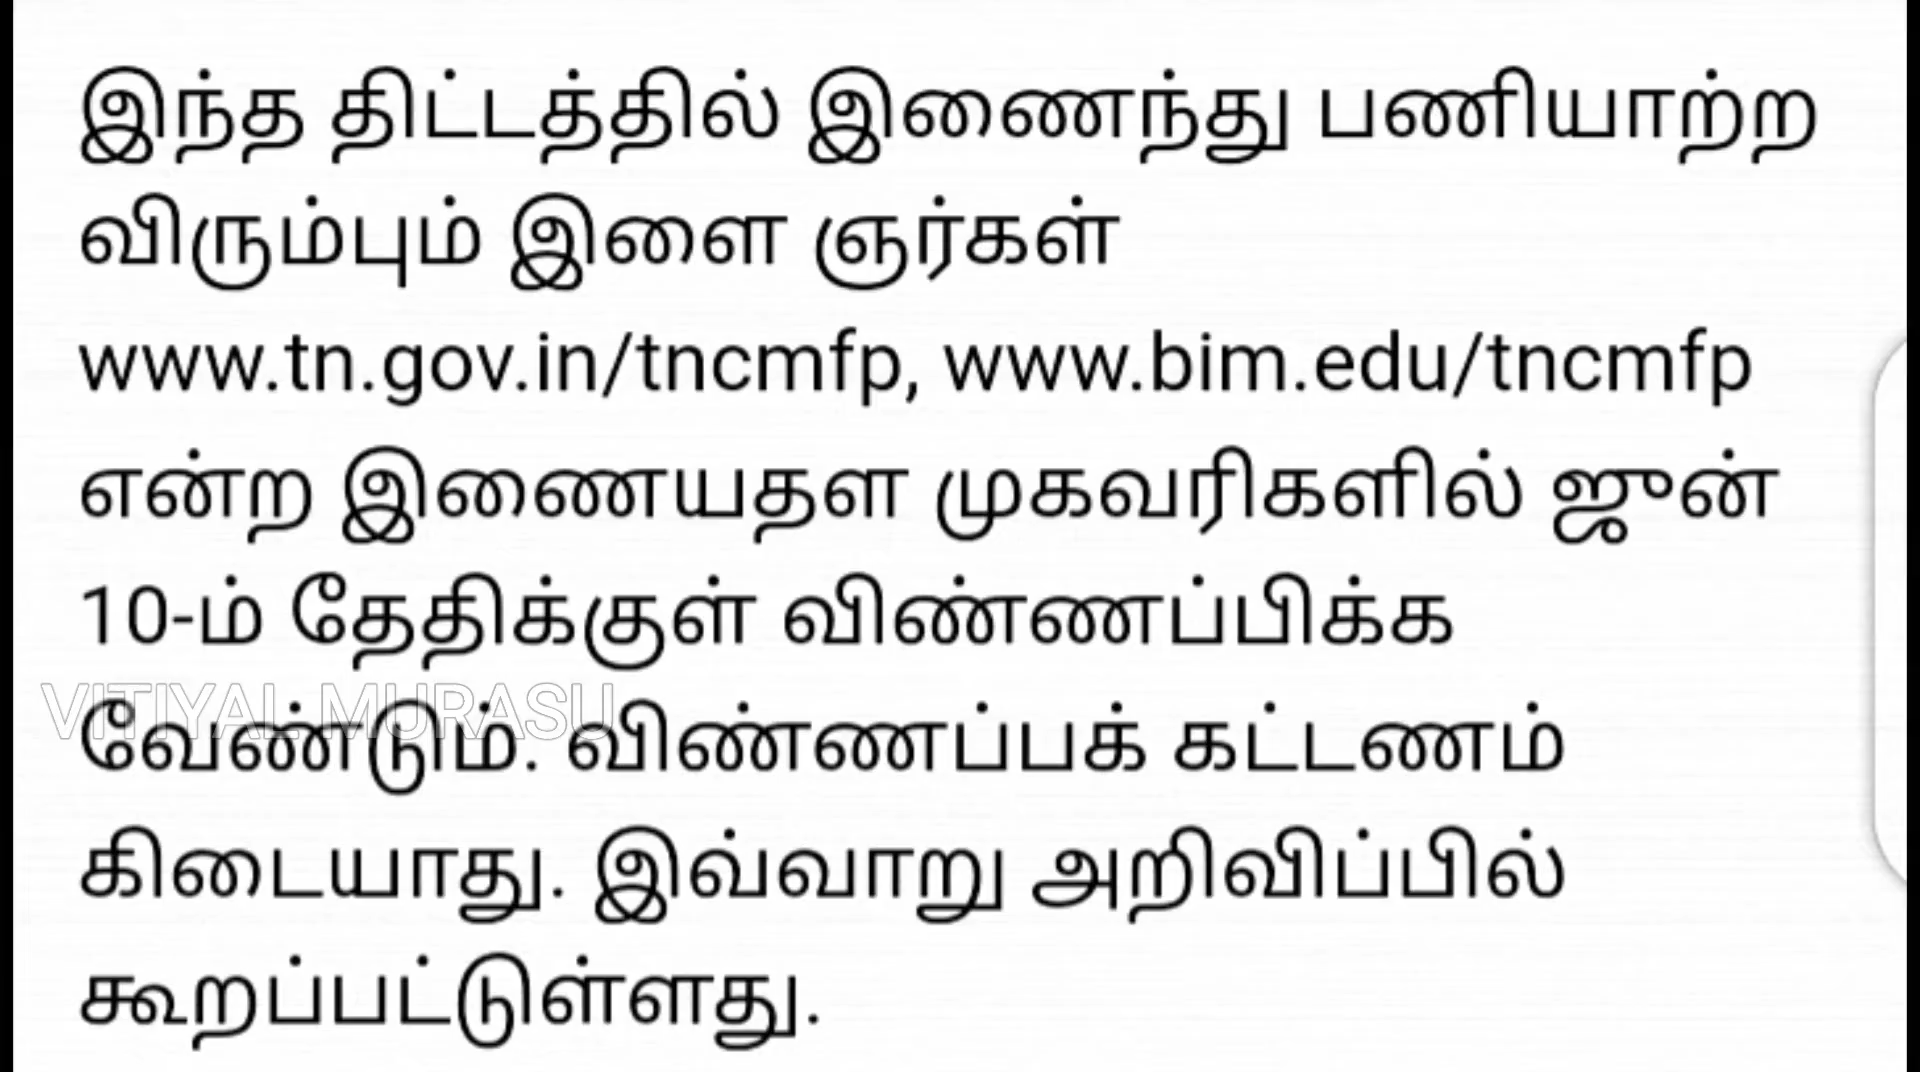 இந்த திட்டத்தில் இணைந்து பணியாற்ற
விரும்பும் இளை ஞர்கள்
www.tn.gov.in/tncmfp, www.bim.edu/tncmfp
என்ற இணையதள முகவரிகளில் ஜுன்
10-ம் தேதிக்குள் விண்ணப்பிக்க
VITIYAL MURASU
வேண்டும். விண்ணப்பக் கட்டணம்
கிடையாது. இவ்வாறு அறிவிப்பில்
கூறப்பட்டுள்ளது.